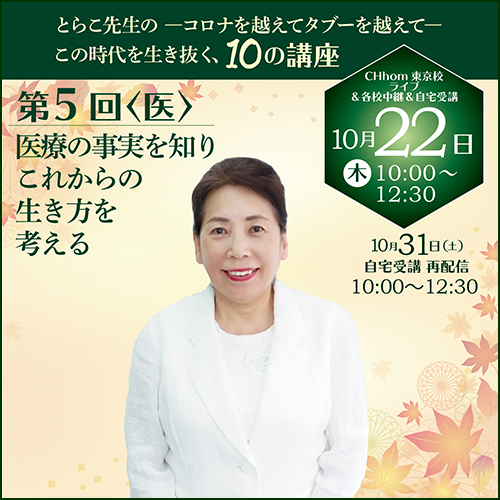 とらこ先生の ―コロナを越えてタブーを越えて―
この時代を生き抜く、10の講座
第5回〈医〉
医療の事実を知り
これからの
生き方を
考える
CHhom 東京校
ライブ
&各校中継&自宅受講
10月22日
木 10:00～
12:30
10月31日(土)
自宅受講 再配信
10:00～12:30